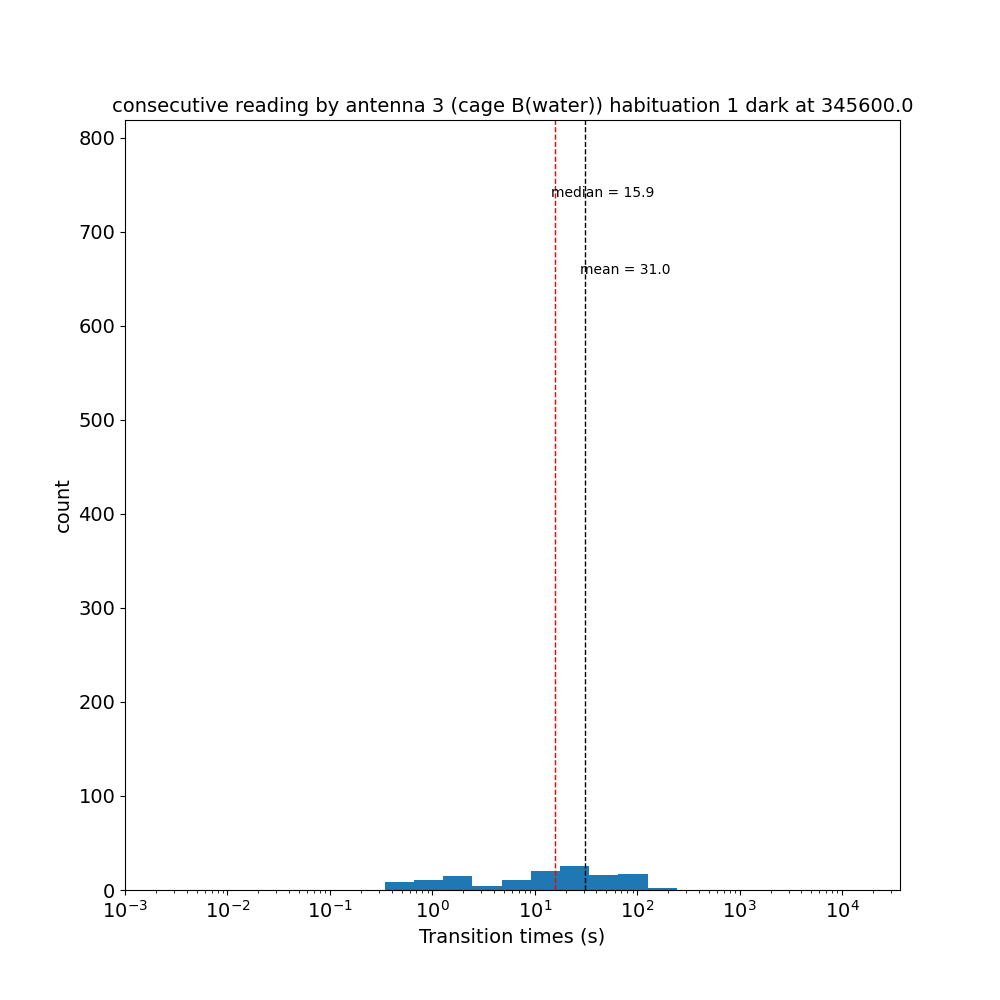 consecutive reading by antenna 3 (cage B(water)) habituation 1 dark at 345600.0
800
median = 15.9
700
mean = 31.0
600
500
400
300
200
100
0
count
10⁻³ 10⁻² 10⁻¹ 10⁰ 10¹ 10² 10³ 10⁴
Transition times (s)